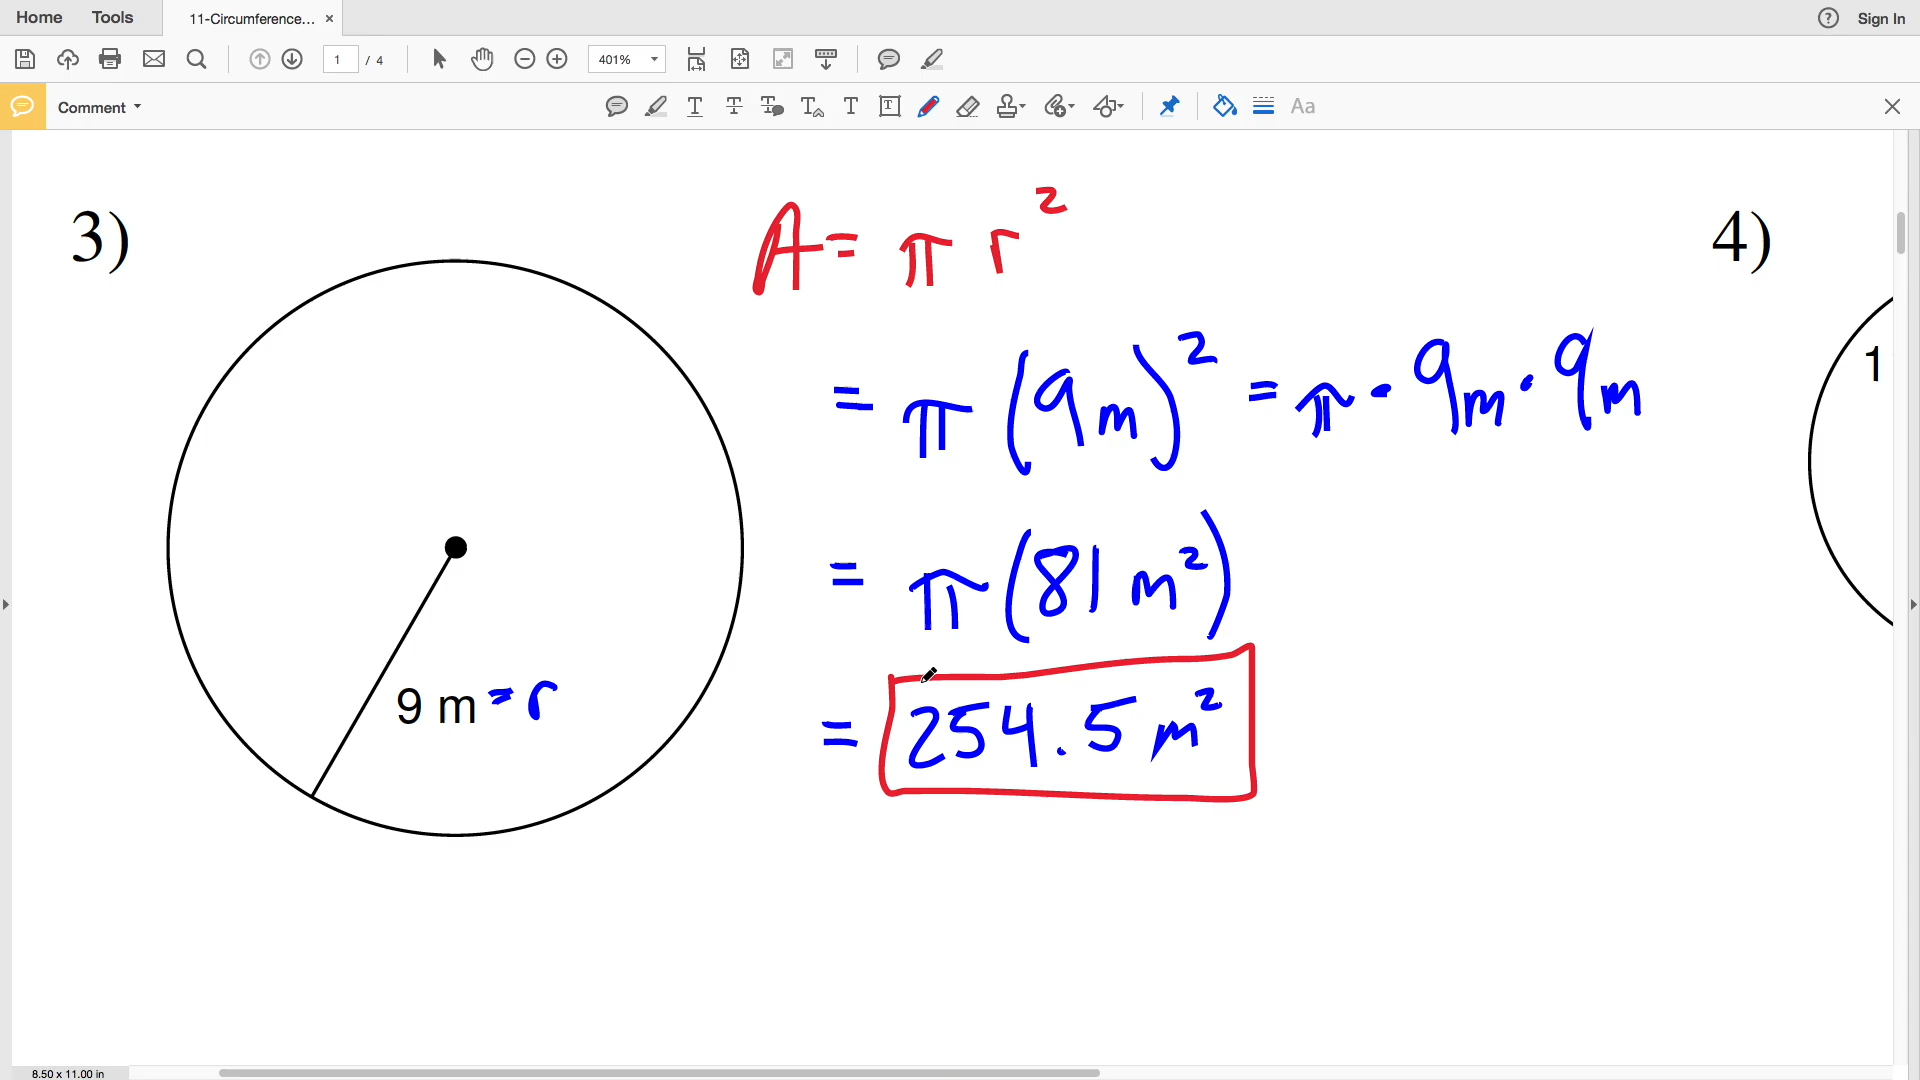 Home Tools 11-Circumference... × Sign In
1 / 4 401%
Comment Aa
3) A = π r² 4)
= π (9 m)² = π · 9m · 9m
1
= π (81 m²)
9 m = r
= 254.5 m²
8.50 x 11.00 in